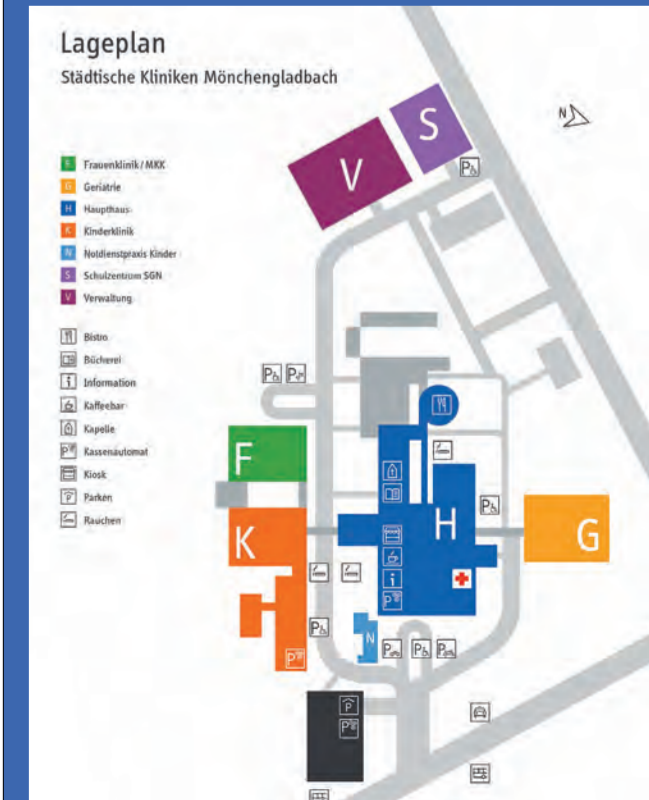 Lageplan
Städtische Kliniken Mönchengladbach
N
S
V
P
F Frauenklinik/MKK
G Geriatrie
H Haupthaus
K Kinderklinik
N Notdienstpraxis Kinder
S Schulzentrum SGN
V Verwaltung
Bistro
Bücherei
i Information
Kaffeebar
Kapelle
P Kassenautomat
Kiosk
P Parken
Rauchen
P P
F
P
K
H
G
i
P
P
N
P P P
P
P
P